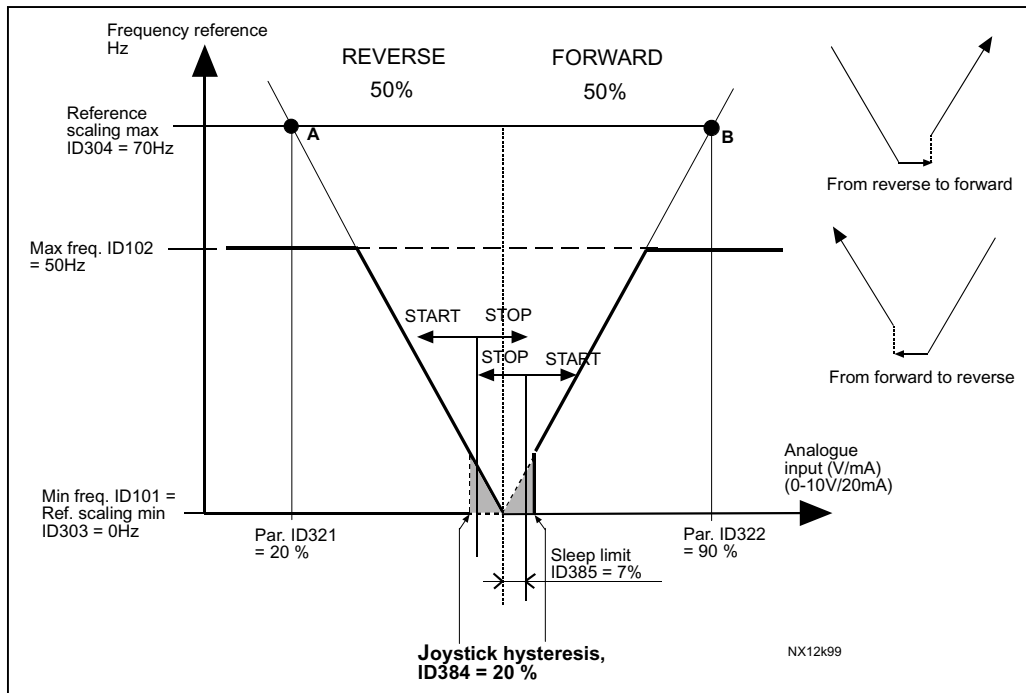 Frequency reference
Hz
REVERSE
50%
FORWARD
50%
Reference
scaling max
ID304 = 70Hz
A
B
From reverse to forward
Max freq. ID102
= 50Hz
START
STOP
STOP
START
From forward to reverse
Analogue
input (V/mA)
(0-10V/20mA)
Min freq. ID101 =
Ref. scaling min
ID303 = 0Hz
Par. ID321
= 20 %
Par. ID322
= 90 %
Sleep limit
ID385 = 7%
Joystick hysteresis,
ID384 = 20 %
NX12k99